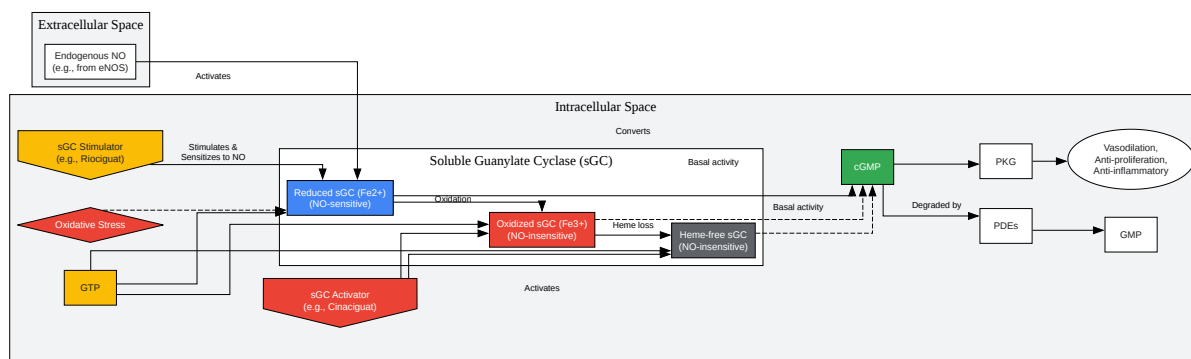 Extracellular Space
Endogenous NO
(e.g., from eNOS)
Activates
Intracellular Space
Converts
sGC Stimulator
(e.g., Riociguat)
Stimulates &
Sensitizes to NO
Soluble Guanylate Cyclase (sGC)
Basal activity
Reduced sGC (Fe2+)
(NO-sensitive)
Oxidation
Oxidized sGC (Fe3+)
(NO-insensitive)
Heme loss
Heme-free sGC
(NO-insensitive)
Basal activity
cGMP
PKG
Vasodilation,
Anti-proliferation,
Anti-inflammatory
Degraded by
PDEs
GMP
Oxidative Stress
GTP
sGC Activator
(e.g., Cinaciguat)
Activates